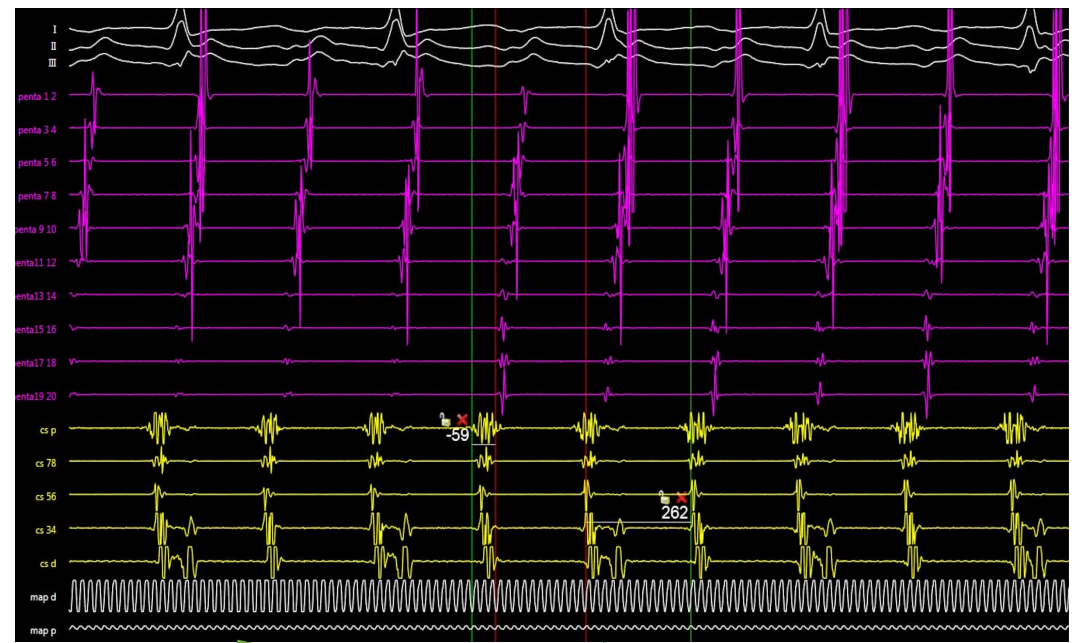 I
II
III
penta 1 2
penta 3 4
penta 5 6
penta 7 8
penta 9 10
penta11 12
penta13 14
penta15 16
penta17 18
penta19 20
cs p
-59
cs 78
cs 56
262
cs 34
cs d
map d
map p